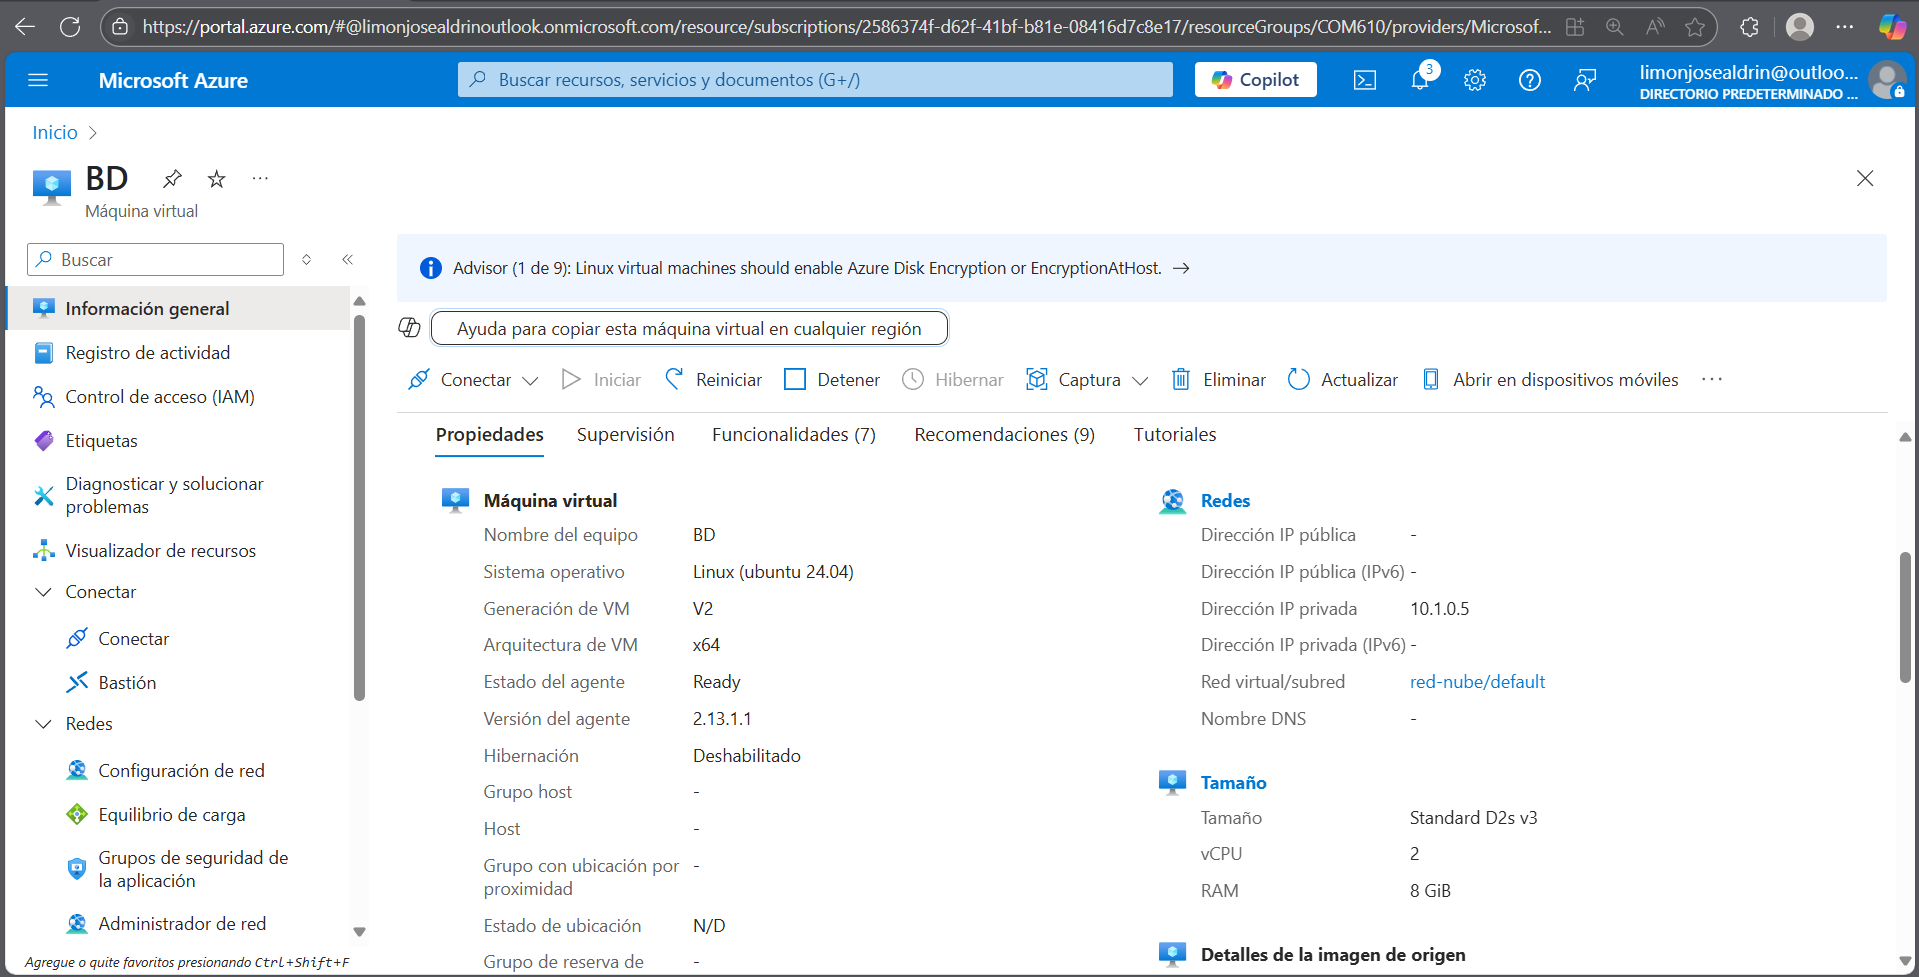 https://portal.azure.com/#@limonjosealdrinoutlook.onmicrosoft.com/resource/subscriptions/2586374f-d62f-41bf-b81e-08416d7c8e17/resourceGroups/COM610/providers/Microsof...
Microsoft Azure
Buscar recursos, servicios y documentos (G+/)
Copilot
3
limonjosealdrin@outloo...
DIRECTORIO PREDETERMINADO ...
Inicio
BD
Máquina virtual
Buscar
Información general
Registro de actividad
Control de acceso (IAM)
Etiquetas
Diagnosticar y solucionar
problemas
Visualizador de recursos
Conectar
Conectar
Bastión
Redes
Configuración de red
Equilibrio de carga
Grupos de seguridad de
la aplicación
Administrador de red
Agregue o quite favoritos presionando Ctrl+Shift+F
Advisor (1 de 9): Linux virtual machines should enable Azure Disk Encryption or EncryptionAtHost.
Ayuda para copiar esta máquina virtual en cualquier región
Conectar Iniciar Reiniciar Detener Hibernar Captura Eliminar Actualizar Abrir en dispositivos móviles
Propiedades Supervisión Funcionalidades (7) Recomendaciones (9) Tutoriales
Máquina virtual
Nombre del equipo BD
Sistema operativo Linux (ubuntu 24.04)
Generación de VM V2
Arquitectura de VM x64
Estado del agente Ready
Versión del agente 2.13.1.1
Hibernación Deshabilitado
Grupo host -
Host -
Grupo con ubicación por -
proximidad
Estado de ubicación N/D
Grupo de reserva de -
Redes
Dirección IP pública -
Dirección IP pública (IPv6) -
Dirección IP privada 10.1.0.5
Dirección IP privada (IPv6) -
Red virtual/subred red-nube/default
Nombre DNS -
Tamaño
Tamaño Standard D2s v3
vCPU 2
RAM 8 GiB
Detalles de la imagen de origen